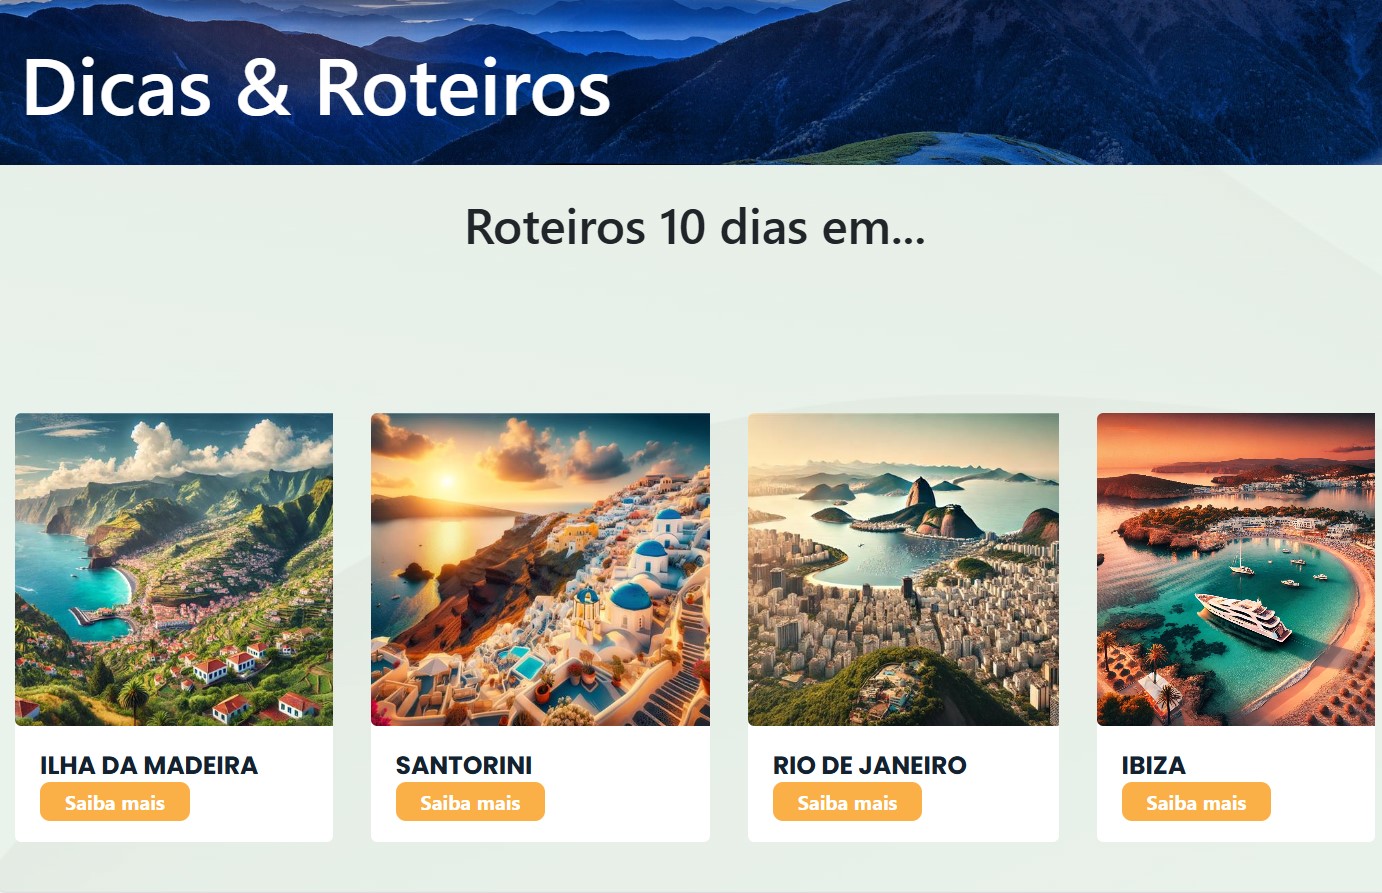 Dicas & Roteiros
Roteiros 10 dias em...
ILHA DA MADEIRA
Saiba mais
SANTORINI
Saiba mais
RIO DE JANEIRO
Saiba mais
IBIZA
Saiba mais